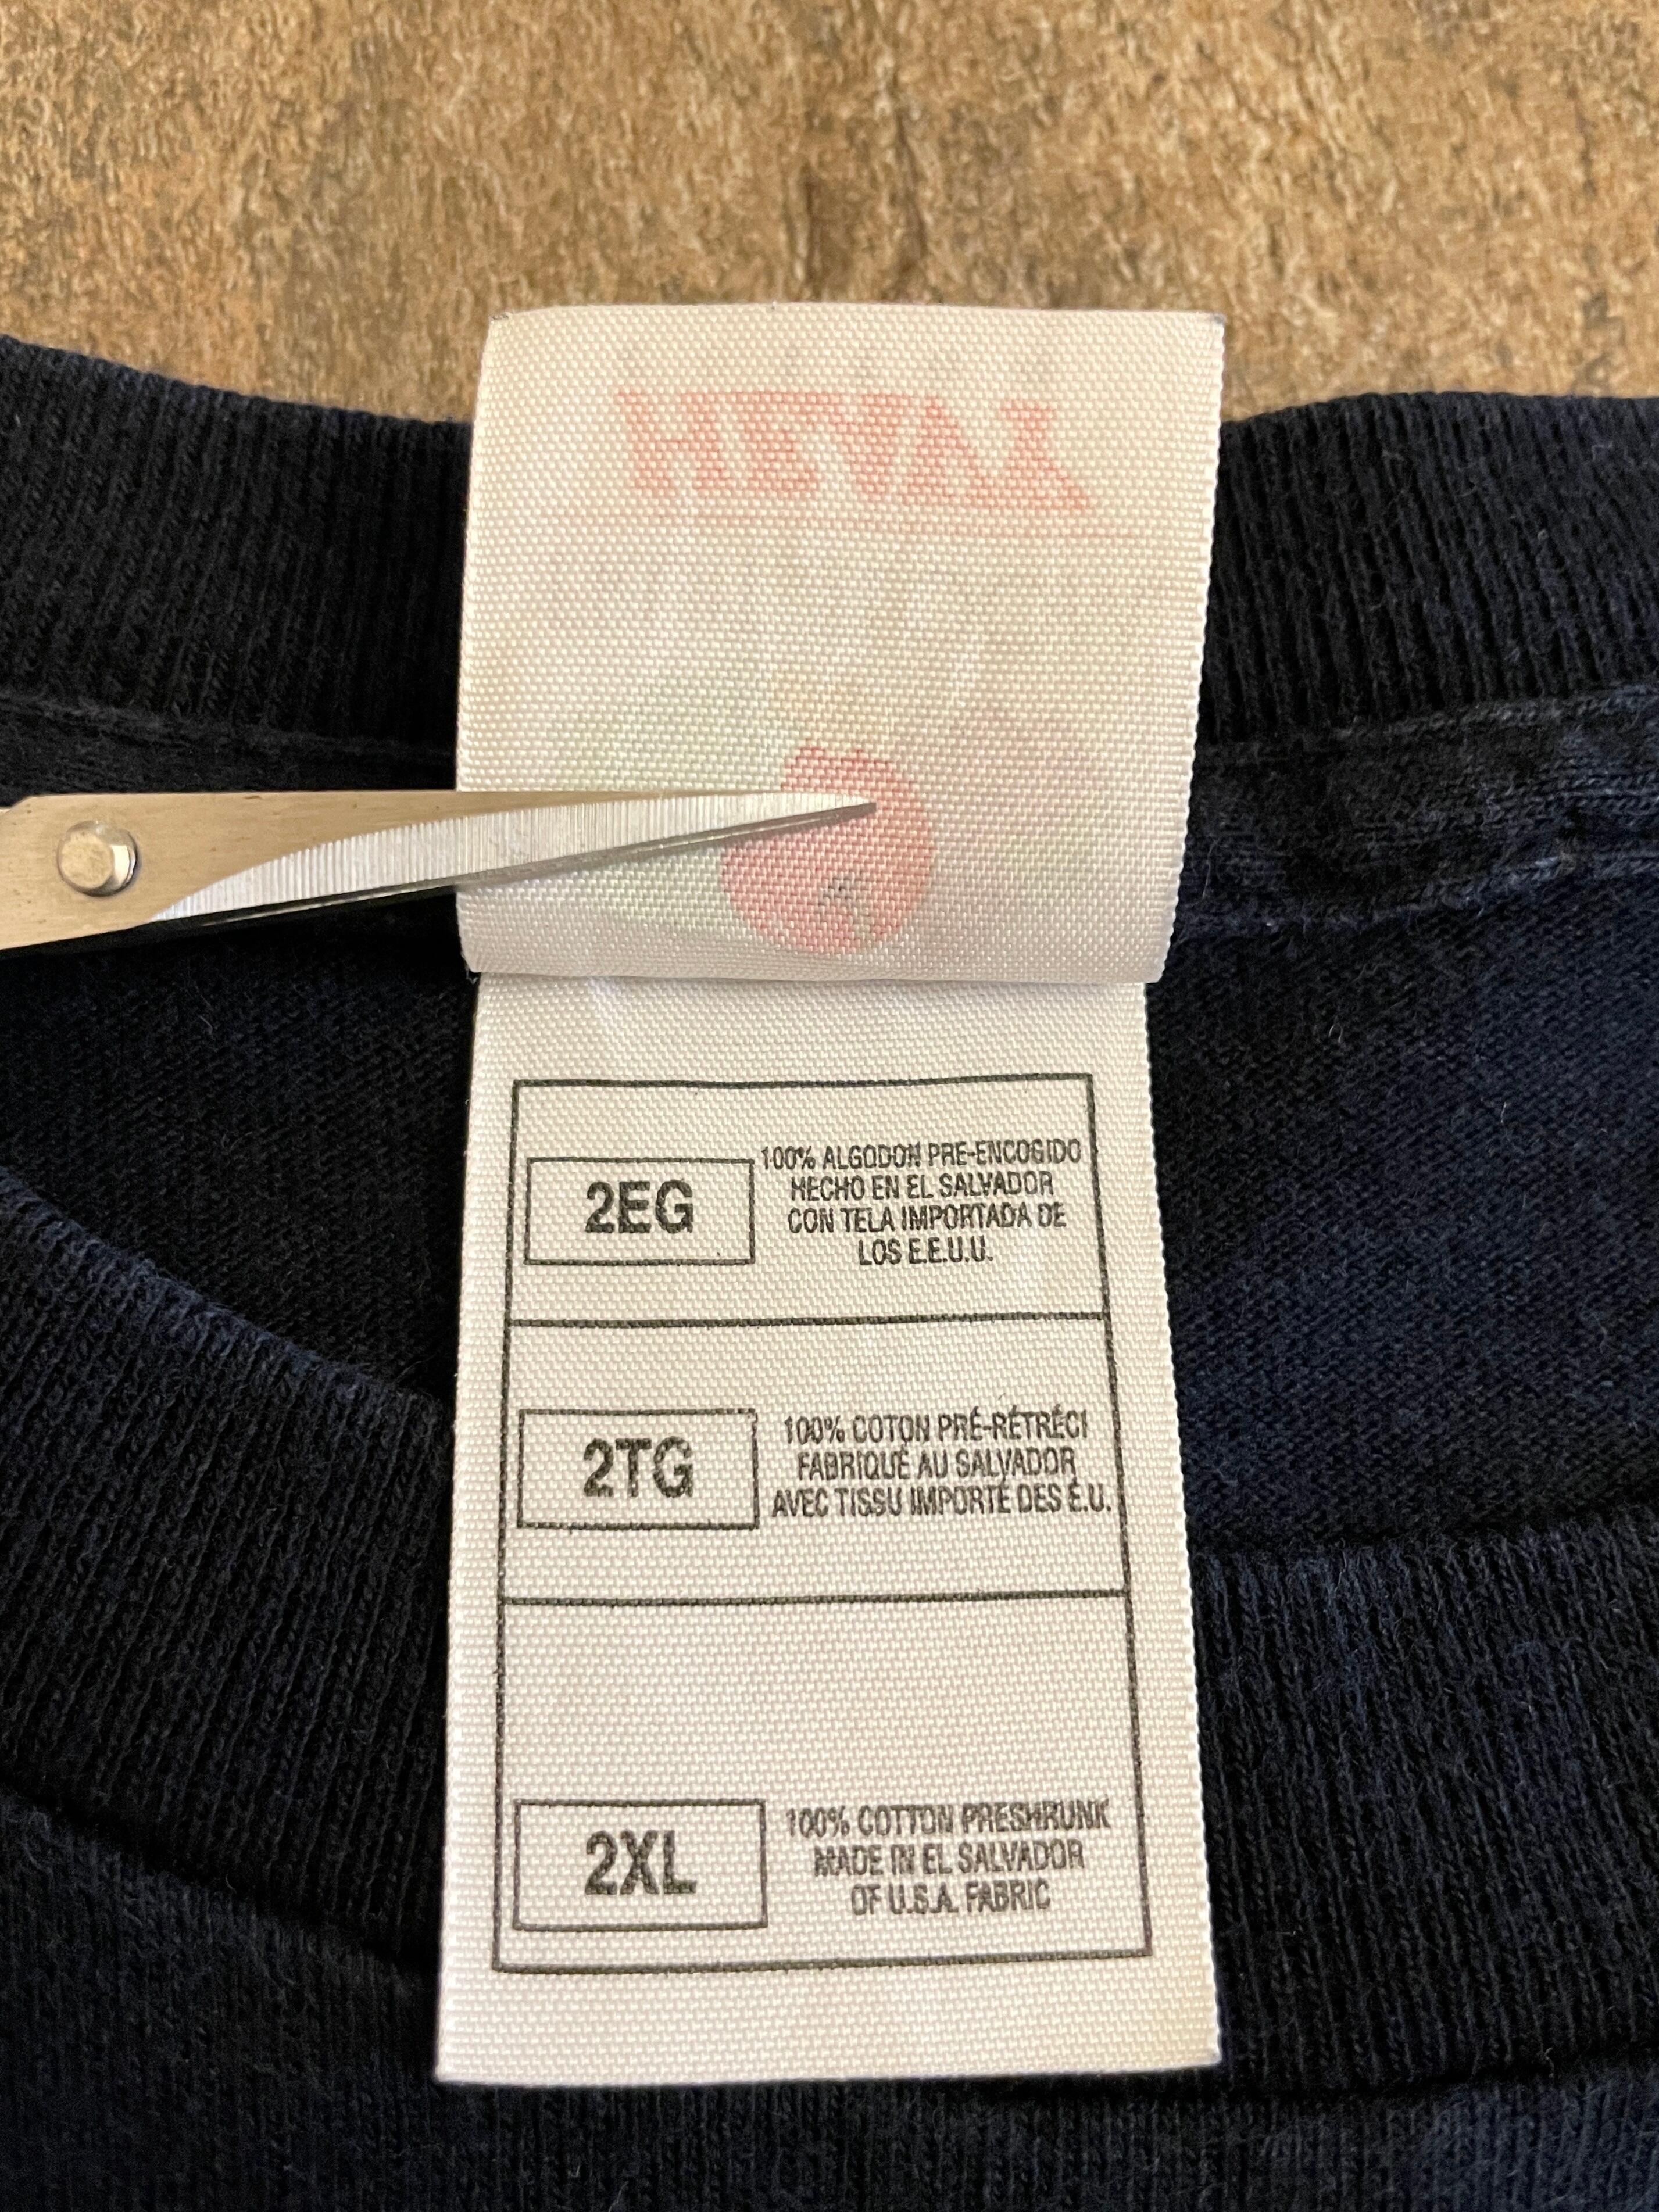 2EG
100% ALGODON PRE-ENCOGIDO
HECHO EN EL SALVADOR
CON TELA IMPORTADA DE
LOS E.E.U.U.
2TG
100% COTON PRÉ-RÉTRÉCI
FABRIQUÉ AU SALVADOR
AVEC TISSU IMPORTÉ DES É.U.
2XL
100% COTTON PRESHRUNK
MADE IN EL SALVADOR
OF U.S.A. FABRIC